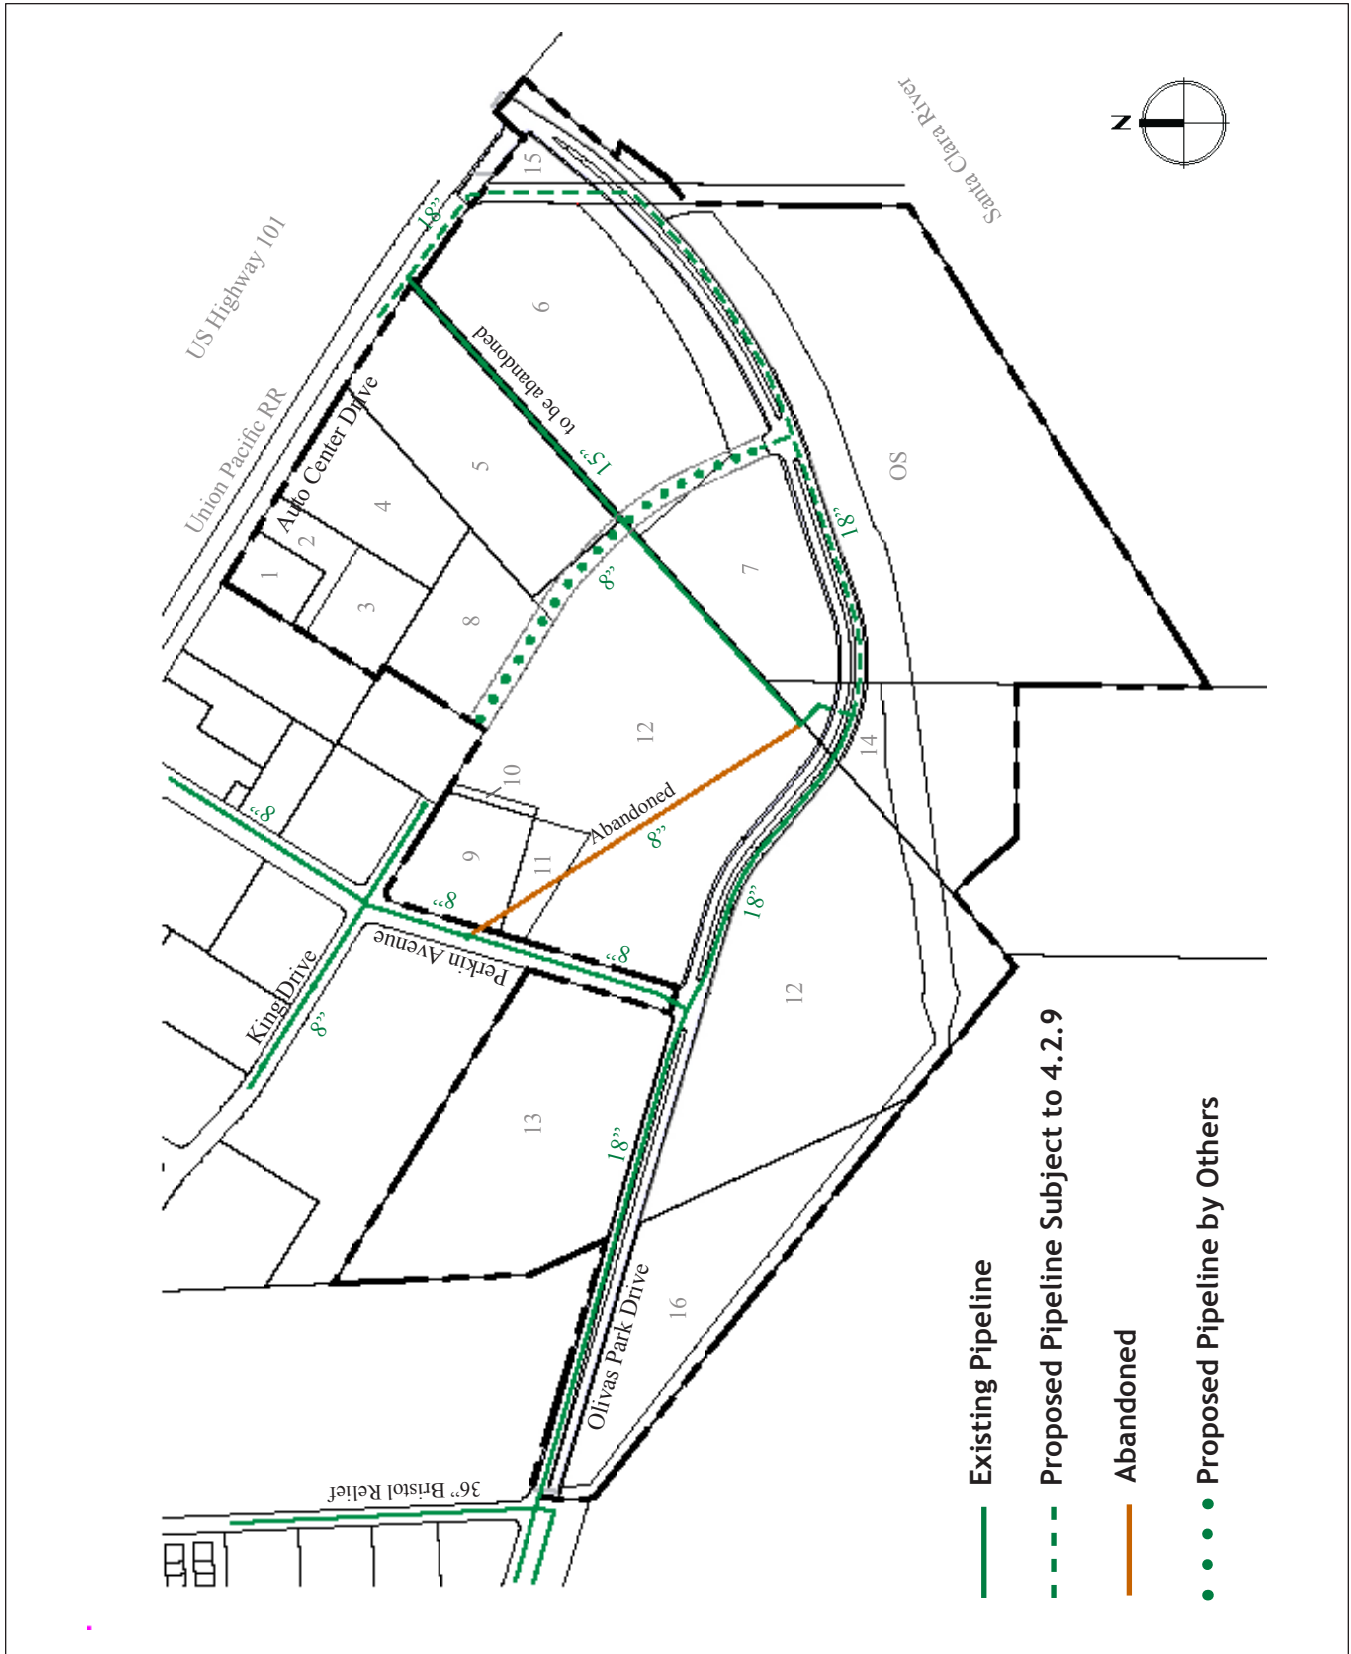 Santa Clara River
N
US Highway 101
Union Pacific RR
Auto Center Drive
18”
15
6
to be abandoned
15”
5
4
2
1
3
8
8”
7
18”
OS
12
14
10
9
11
Abandoned
8”
8”
8”
8”
Perkin Avenue
King Drive
8”
18”
12
13
18”
16
Olivas Park Drive
36” Bristol Relief
Existing Pipeline
Proposed Pipeline Subject to 4.2.9
Abandoned
Proposed Pipeline by Others